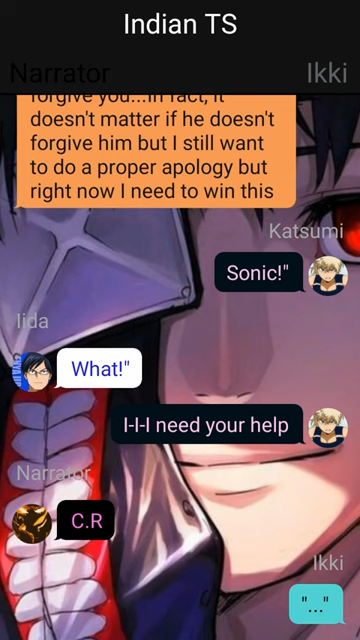 Indian TS
Narrator
Ikki
forgive you...in fact, it
doesn't matter if he doesn't
forgive him but I still want
to do a proper apology but
right now I need to win this
Katsumi
Sonic!"
Iida
What!"
I-I-I need your help
Narrator
C.R
Ikki
"..."